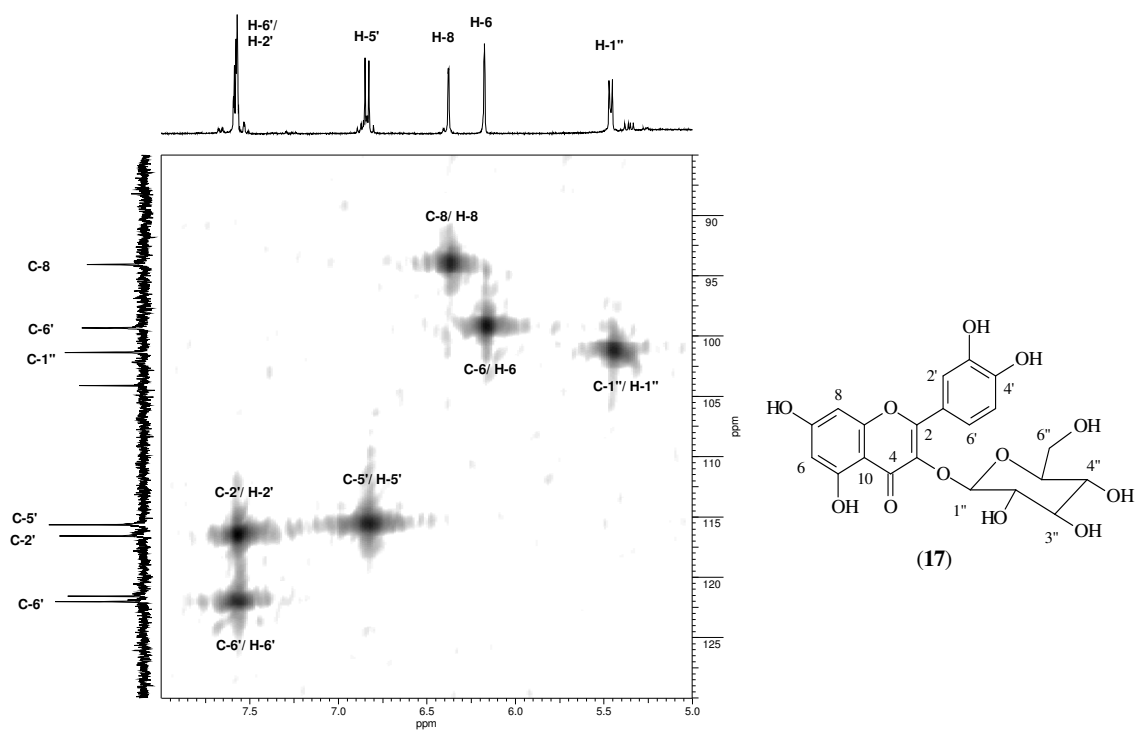 H-6'/
H-2'
H-5'
H-8
H-6
H-1''
C-8
C-6'
C-1''
C-5'
C-2'
C-6'
C-8/ H-8
C-6/ H-6
C-1''/ H-1''
C-2'/ H-2'
C-5'/ H-5'
C-6'/ H-6'
90
95
100
105
110
115
120
125
ppm
7.5
7.0
6.5
6.0
5.5
5.0
ppm
OH
OH
2'
4'
HO
8
O
2
6'
6
10
4
OH
O
O
1''
O
6''
OH
4''
OH
HO
OH
3''
(17)